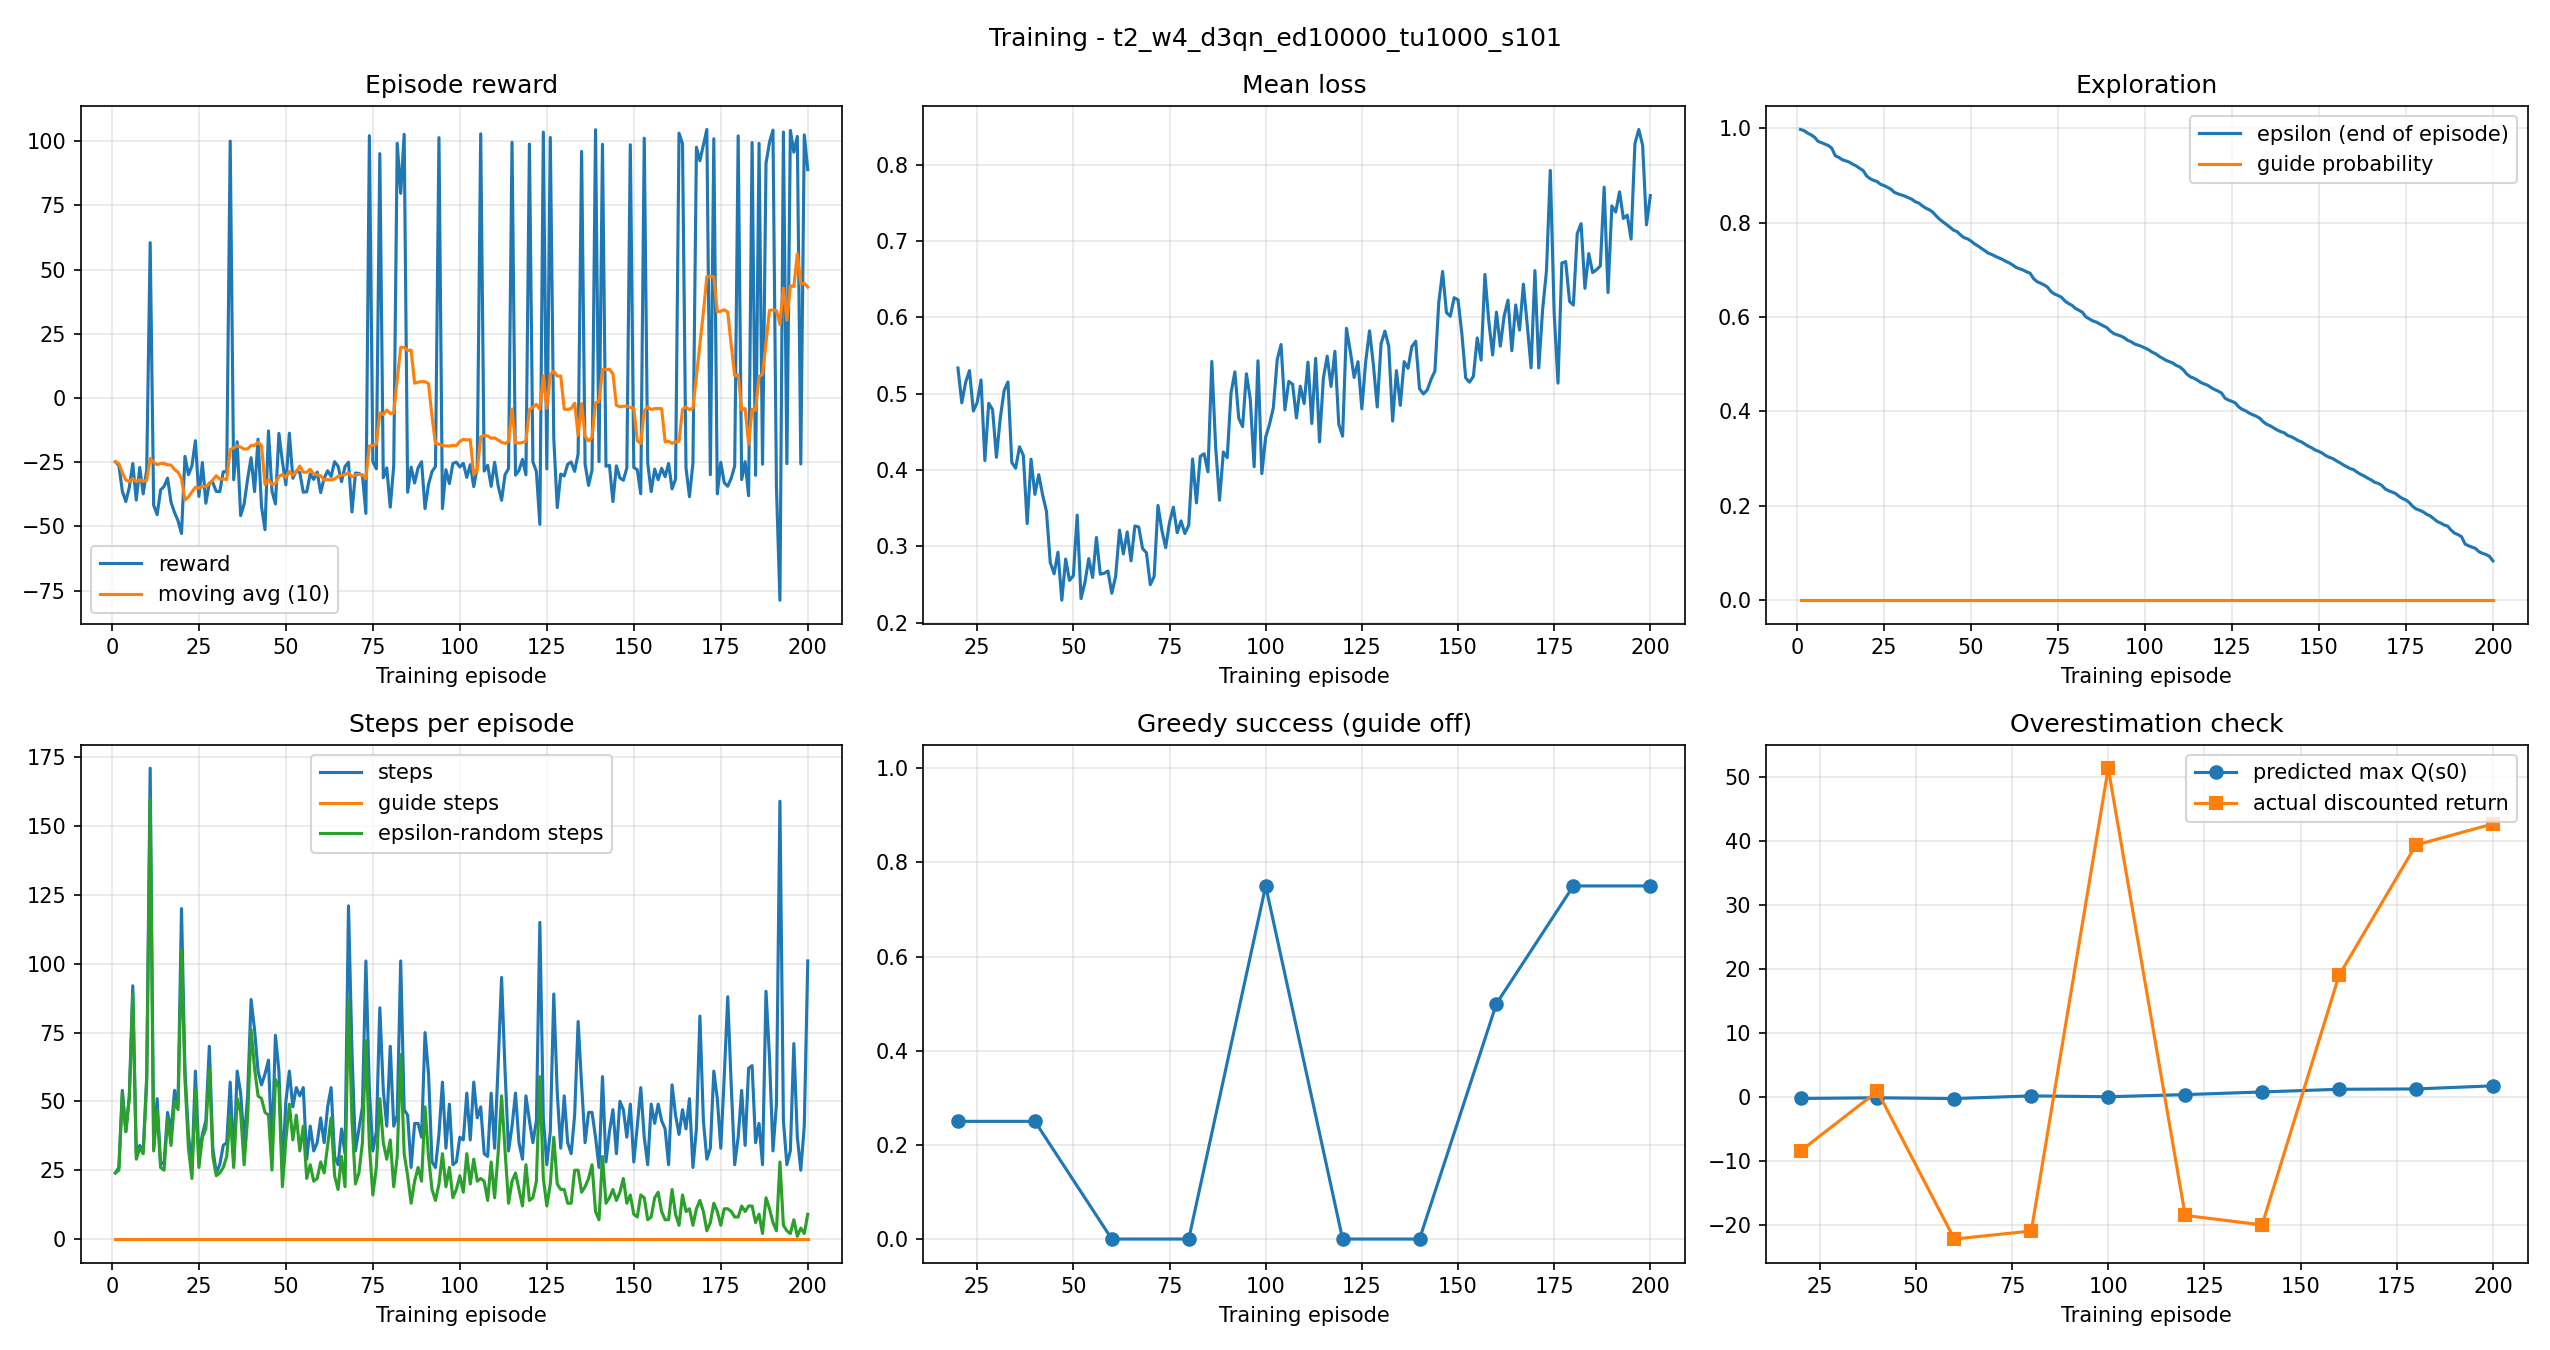 Training - t2_w4_d3qn_ed10000_tu1000_s101
Episode reward
100
75
50
25
0
−25
−50
−75
reward
moving avg (10)
0 25 50 75 100 125 150 175 200
Training episode
Mean loss
0.8
0.7
0.6
0.5
0.4
0.3
0.2
25 50 75 100 125 150 175 200
Training episode
Exploration
1.0
0.8
0.6
0.4
0.2
0.0
epsilon (end of episode)
guide probability
0 25 50 75 100 125 150 175 200
Training episode
Steps per episode
175
150
125
100
75
50
25
0
steps
guide steps
epsilon-random steps
0 25 50 75 100 125 150 175 200
Training episode
Greedy success (guide off)
1.0
0.8
0.6
0.4
0.2
0.0
25 50 75 100 125 150 175 200
Training episode
Overestimation check
50
40
30
20
10
0
−10
−20
predicted max Q(s0)
actual discounted return
25 50 75 100 125 150 175 200
Training episode